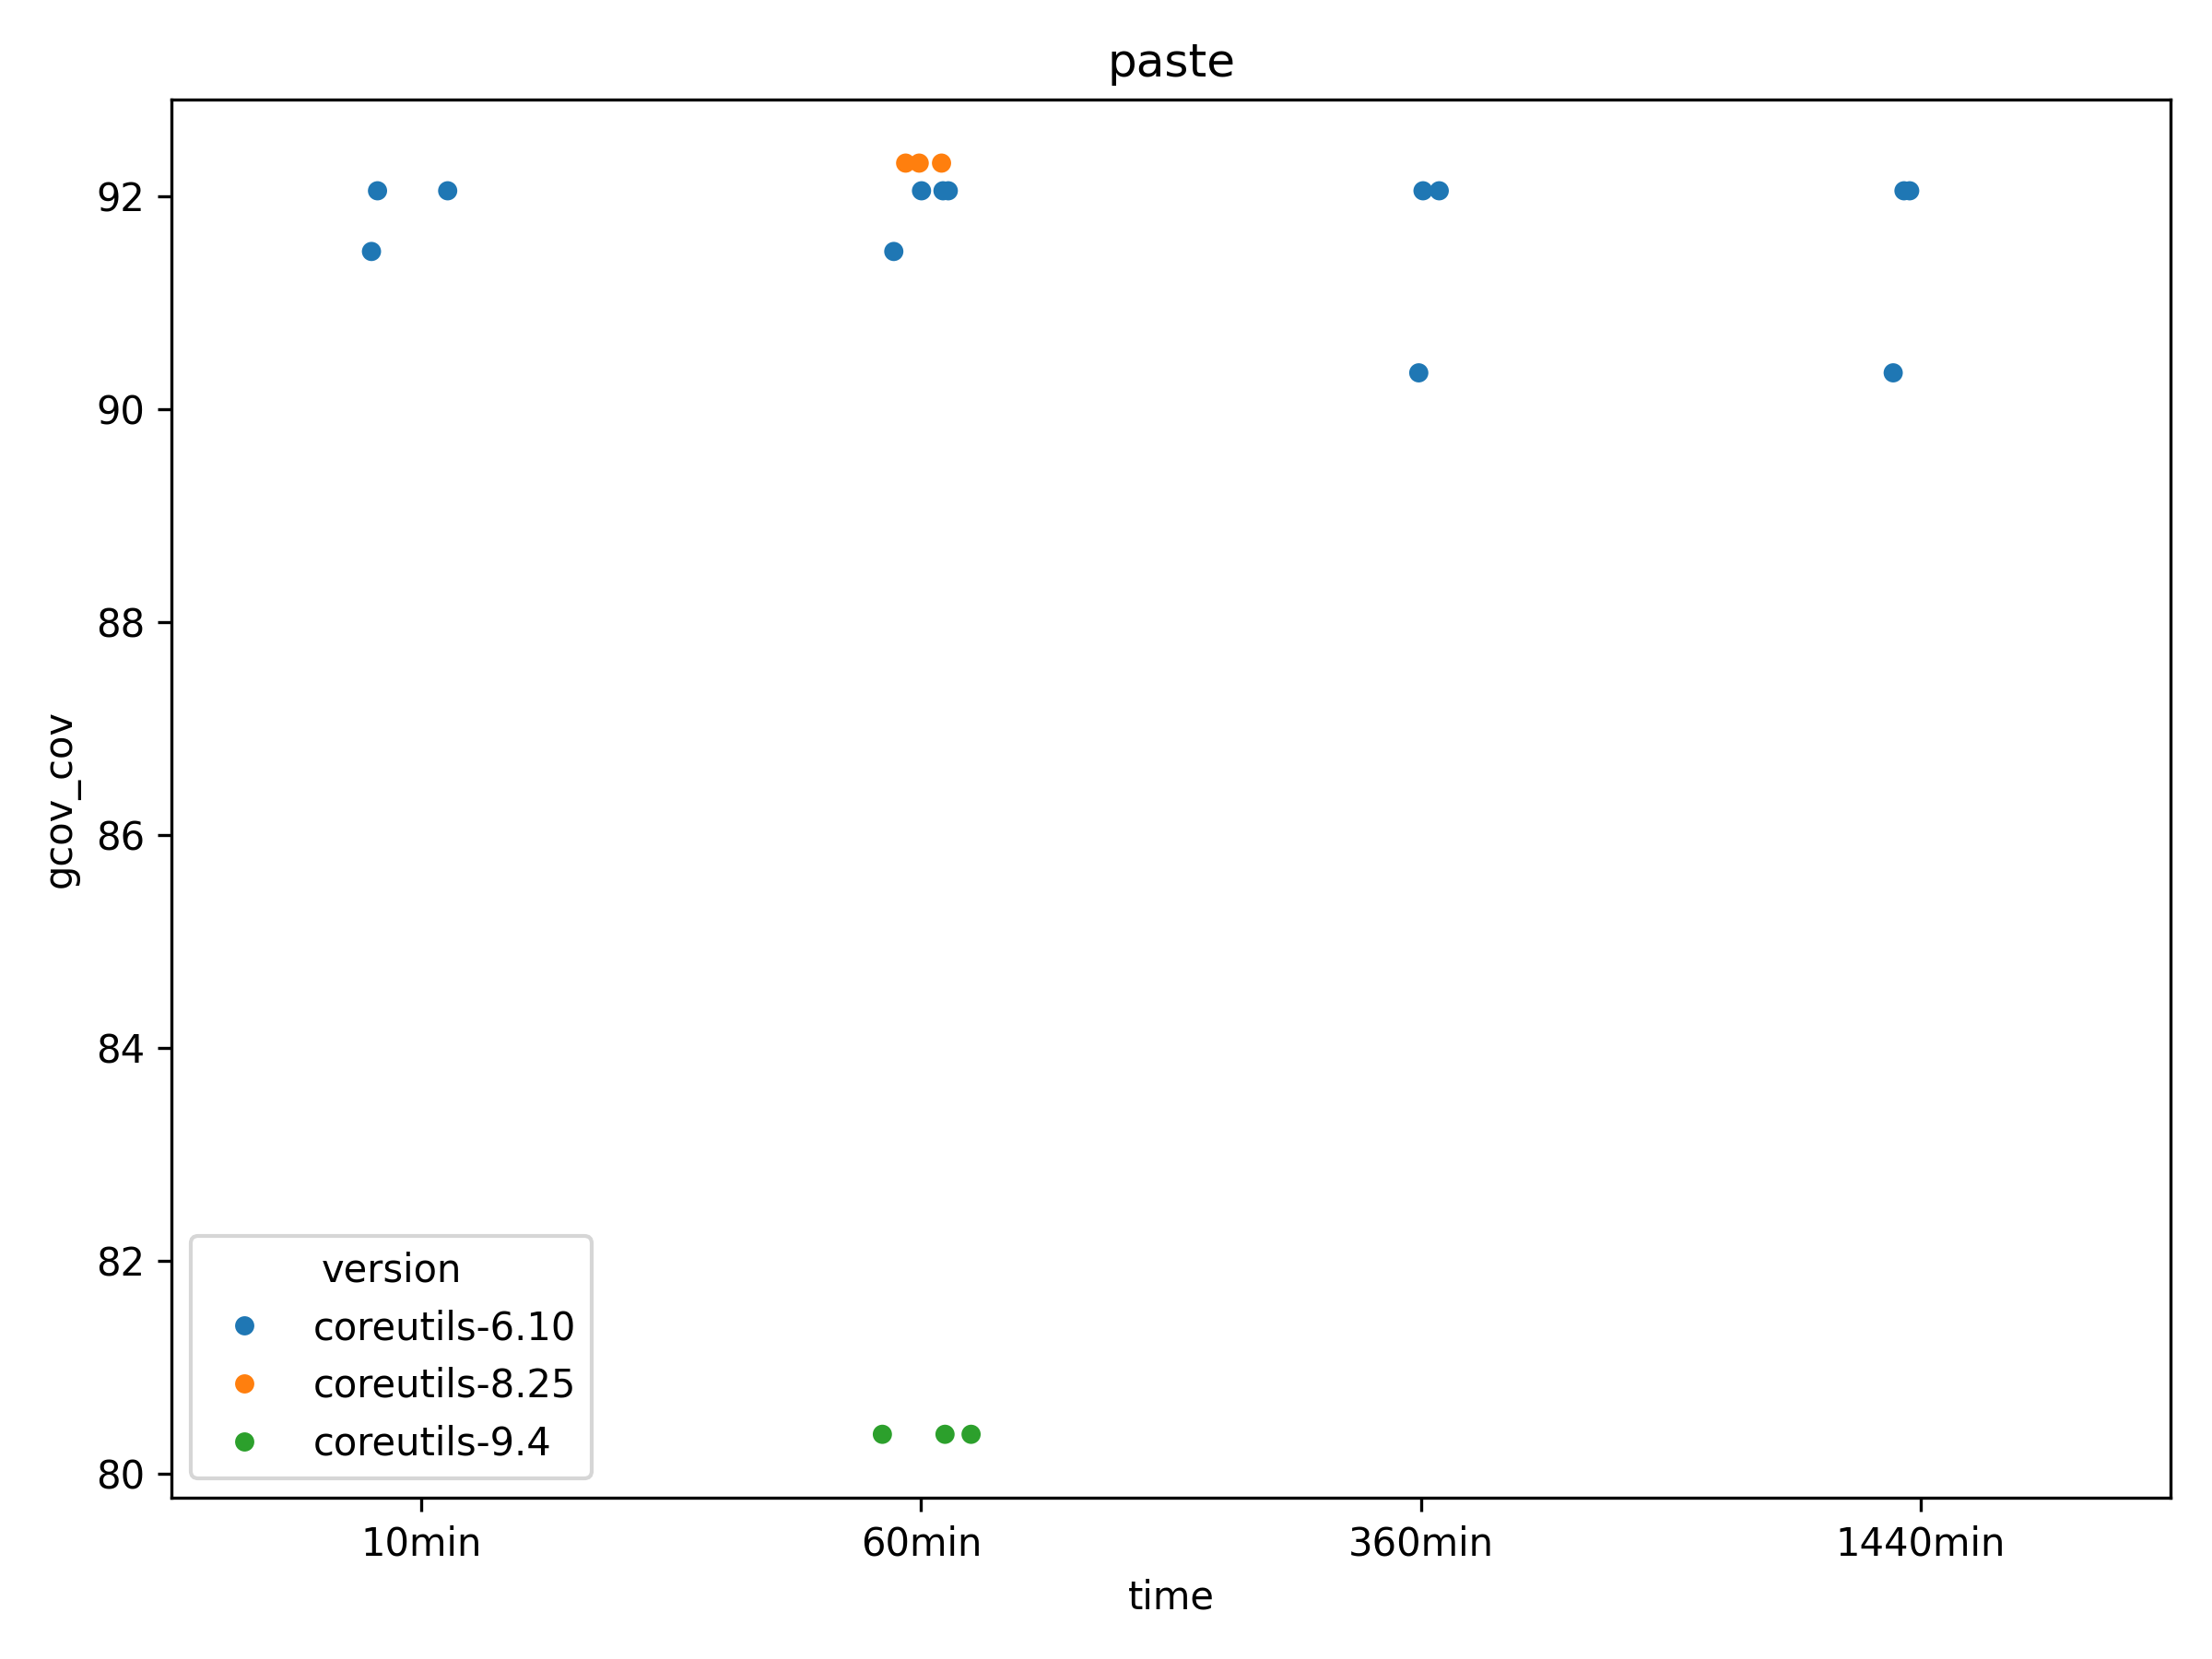 paste
gcov_cov
92
90
88
86
84
82
80
version
coreutils-6.10
coreutils-8.25
coreutils-9.4
10min 60min 360min 1440min
time